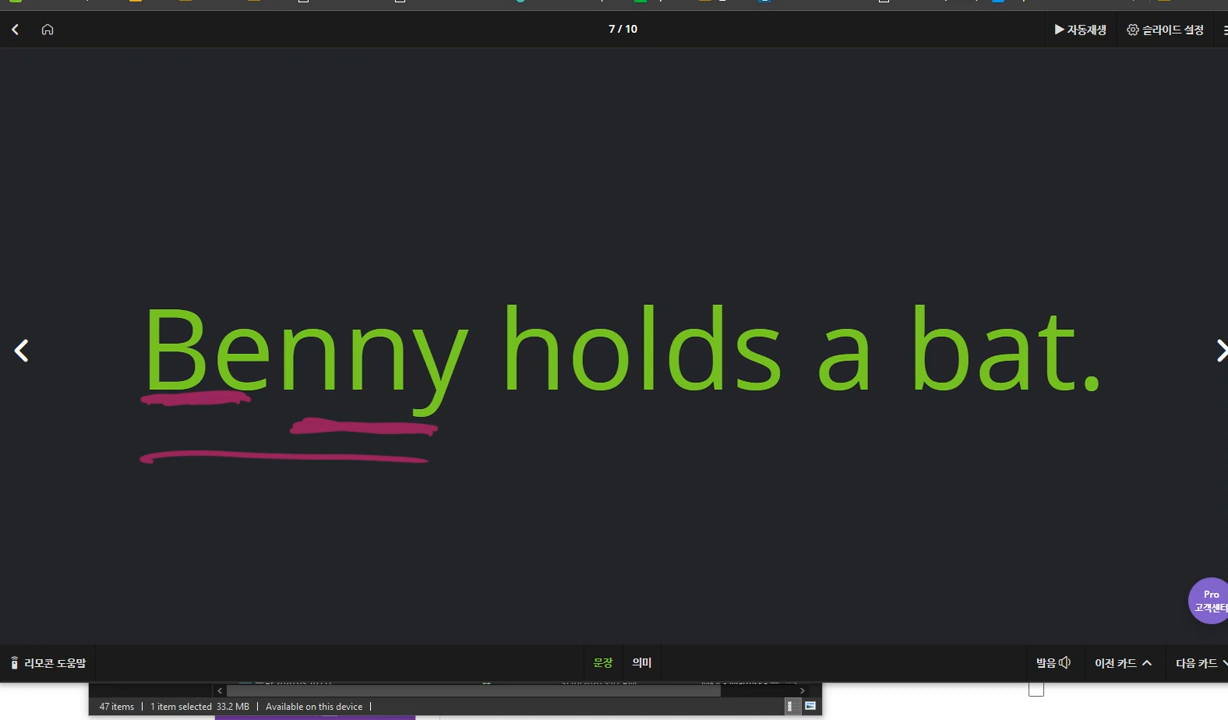 7 / 10
자동재생
슬라이드 설정
Benny holds a bat.
Pro
고객센터
리모콘 도움말
문장
의미
발음
이전 카드
다음 카드
47 items
1 item selected 33.2 MB
Available on this device